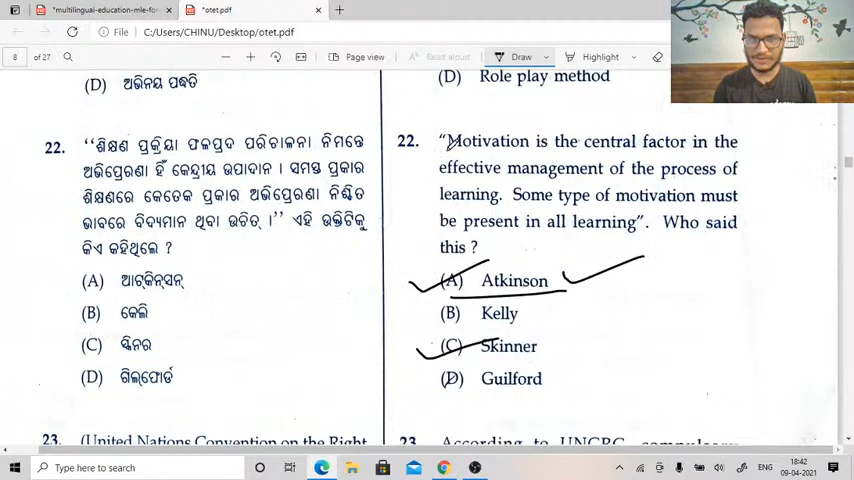 *multilingual-education-mle-fo
*otet.pdf
File
C:/Users/CHINU/Desktop/otet.pdf
8 of 27
Page view
Read aloud
Draw
Highlight
Erase
(D) ଅଭିନୟ ପଦ୍ଧତି
22. ‘‘ଶିକ୍ଷଣ ପ୍ରକ୍ରିୟା ଫଳପ୍ରଦ ପରିଚାଳନା ନିମନ୍ତେ
ଅଭିପ୍ରେରଣା ହିଁ କେନ୍ଦ୍ରୀୟ ଉପାଦାନ । ସମସ୍ତ ପ୍ରକାର
ଶିକ୍ଷଣରେ କେତେକ ପ୍ରକାର ଅଭିପ୍ରେରଣା ନିଶ୍ଚିତ
ଭାବରେ ବିଦ୍ୟମାନ ଥିବା ଉଚିତ୍ ।’’ ଏହି ଉକ୍ତିଟିକୁ
କିଏ କହିଥିଲେ ?
(A) ଆଟ୍‌କିନ୍‌ସନ୍
(B) କେଲି
(C) ସ୍କିନର
(D) ଗିଲ୍‌ଫୋର୍ଡ
23. (United Nations Convention on the Right
(D) Role play method
22. “Motivation is the central factor in the
effective management of the process of
learning. Some type of motivation must
be present in all learning”. Who said
this ?
(A) Atkinson
(B) Kelly
(C) Skinner
(D) Guilford
23. According to UNCRC, compulsory
Type here to search
ENG
18:42
09-04-2021